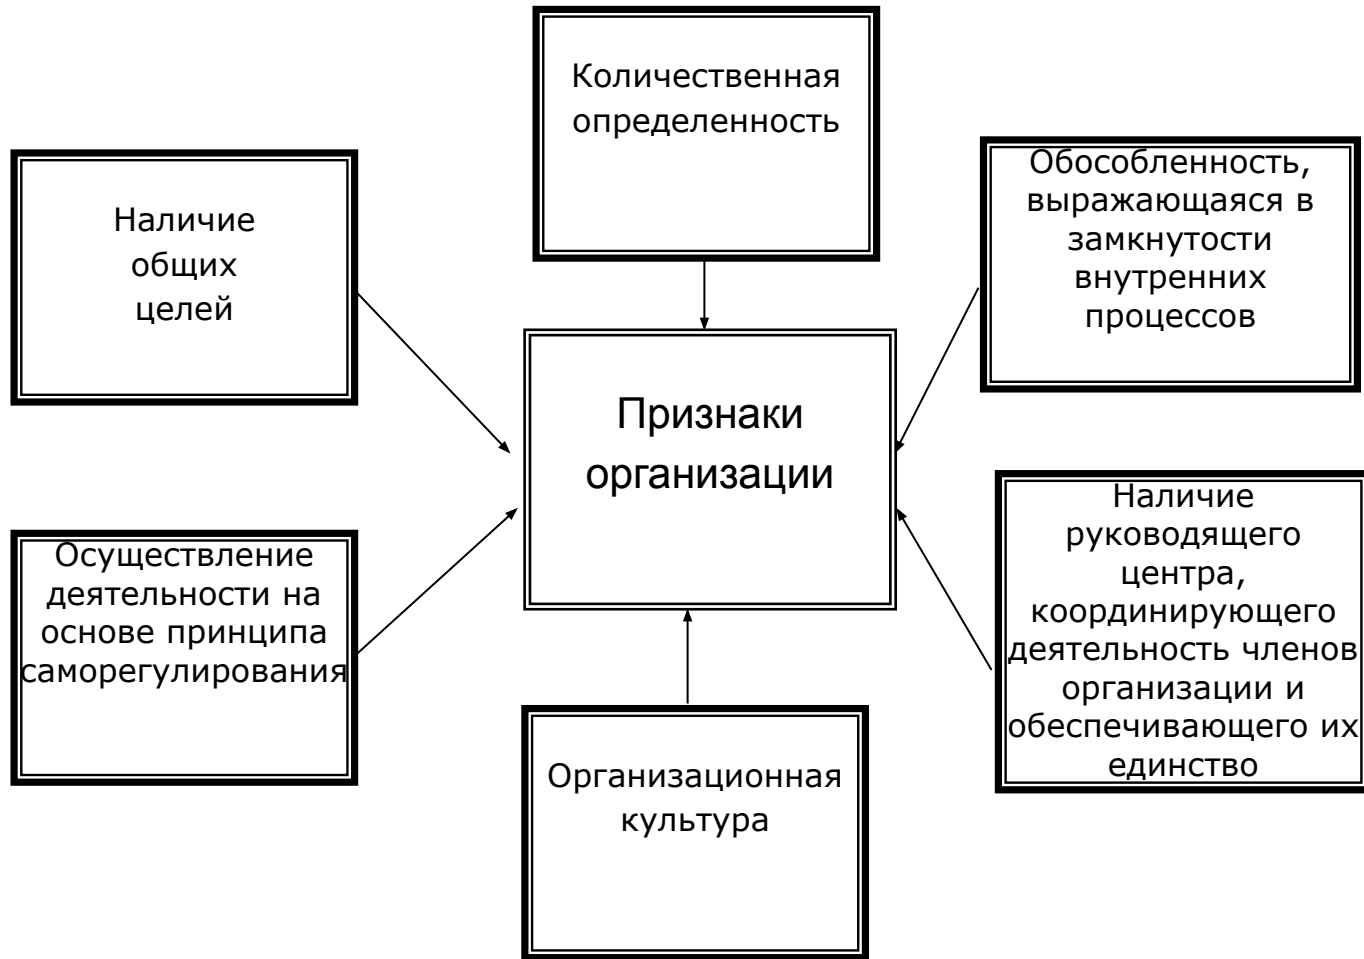 Количественная
определенность
Наличие
общих
целей
Обособленность,
выражающаяся в
замкнутости
внутренних
процессов
Признаки
организации
Осуществление
деятельности на
основе принципа
саморегулирования
Наличие
руководящего
центра,
координирующего
деятельность членов
организации и
обеспечивающего их
единство
Организационная
культура